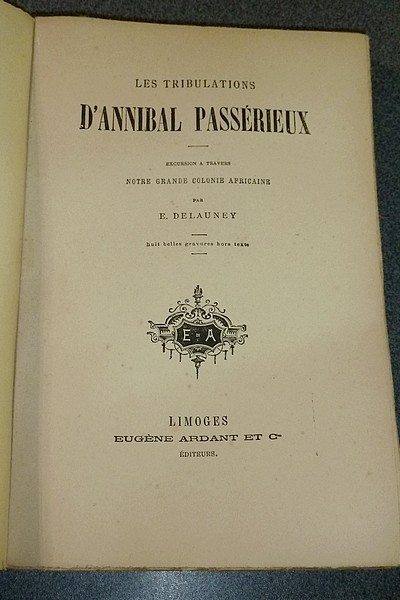 LES TRIBULATIONS
D'ANNIBAL PASSÉRIEUX
EXCURSION A TRAVERS
NOTRE GRANDE COLONIE AFRICAINE
PAR
E. DELAUNEY
Huit belles gravures hors texte
E A
LIMOGES
EUGÈNE ARDANT ET Cie
ÉDITEURS.